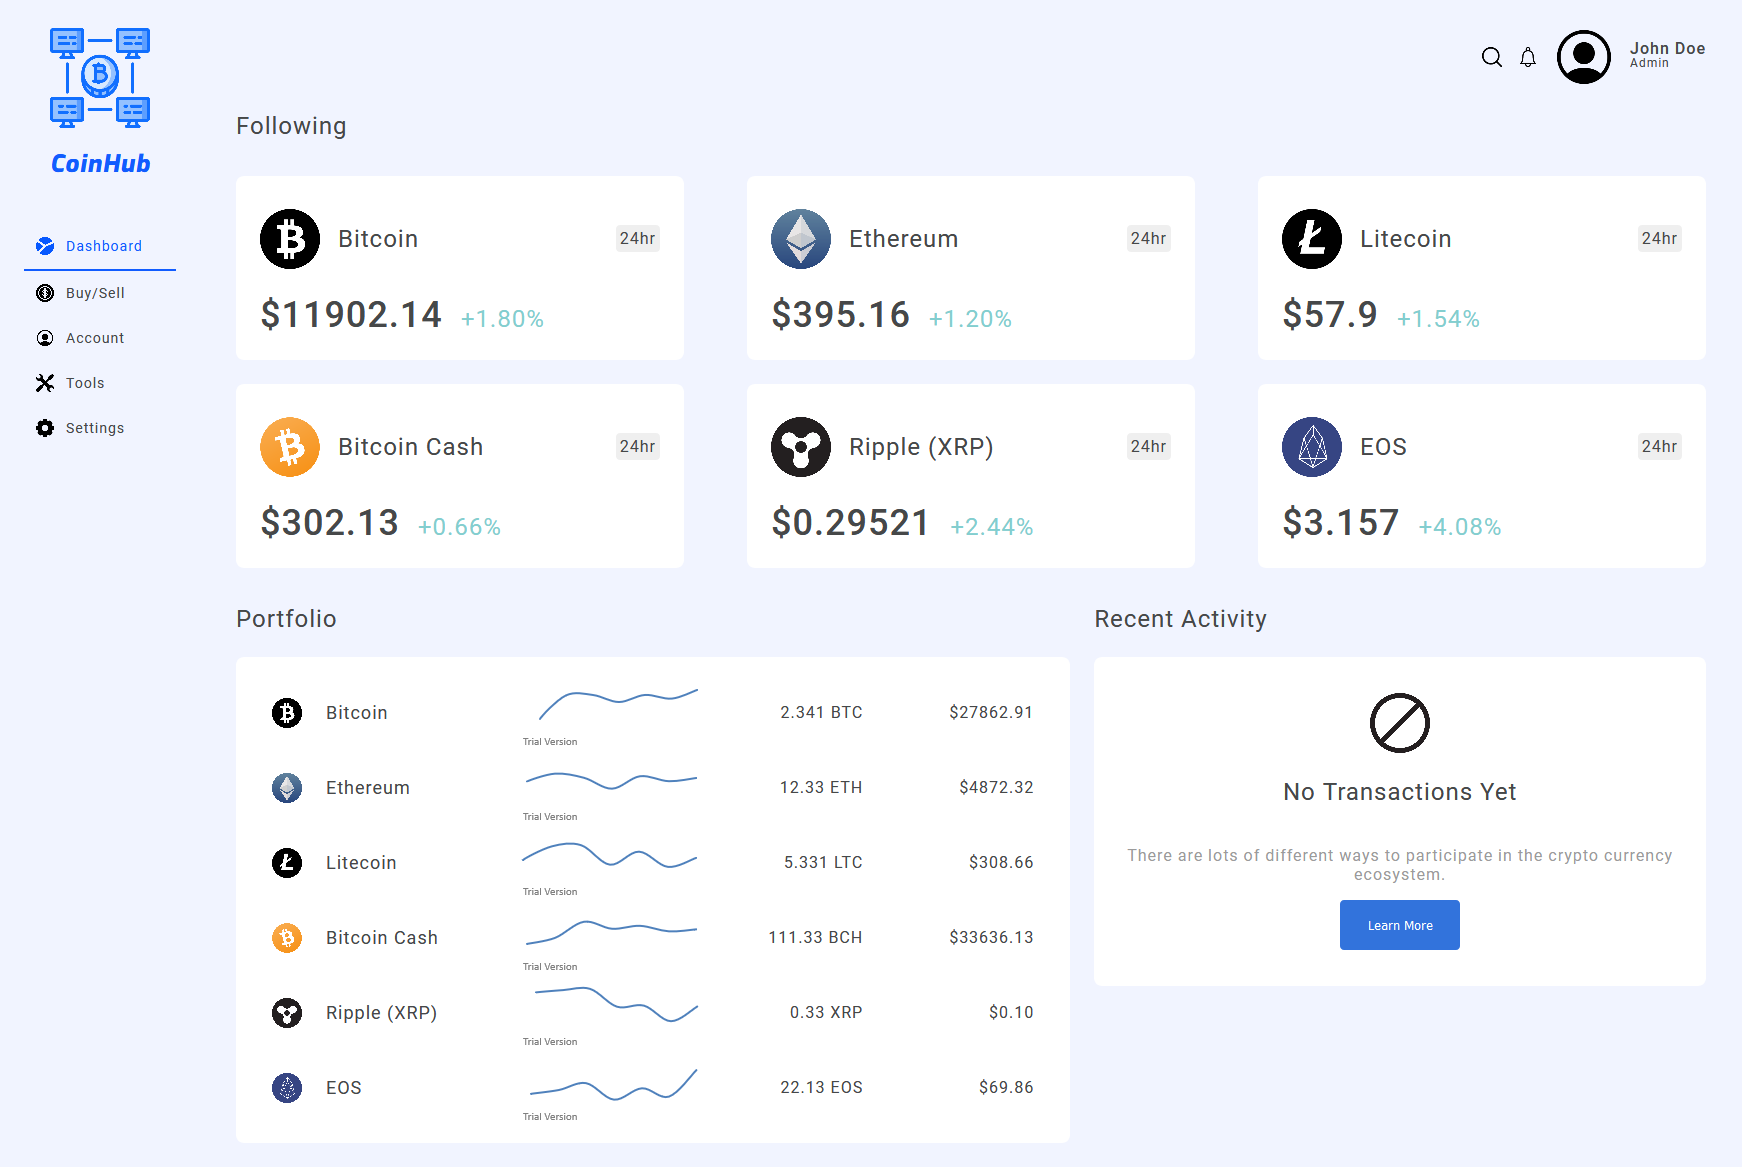 CoinHub
Dashboard
Buy/Sell
Account
Tools
Settings
John Doe
Admin
Following
Bitcoin 24hr
$11902.14 +1.80%
Ethereum 24hr
$395.16 +1.20%
Litecoin 24hr
$57.9 +1.54%
Bitcoin Cash 24hr
$302.13 +0.66%
Ripple (XRP) 24hr
$0.29521 +2.44%
EOS 24hr
$3.157 +4.08%
Portfolio
Bitcoin 2.341 BTC $27862.91
Trial Version
Ethereum 12.33 ETH $4872.32
Trial Version
Litecoin 5.331 LTC $308.66
Trial Version
Bitcoin Cash 111.33 BCH $33636.13
Trial Version
Ripple (XRP) 0.33 XRP $0.10
Trial Version
EOS 22.13 EOS $69.86
Trial Version
Recent Activity
No Transactions Yet
There are lots of different ways to participate in the crypto currency
ecosystem.
Learn More